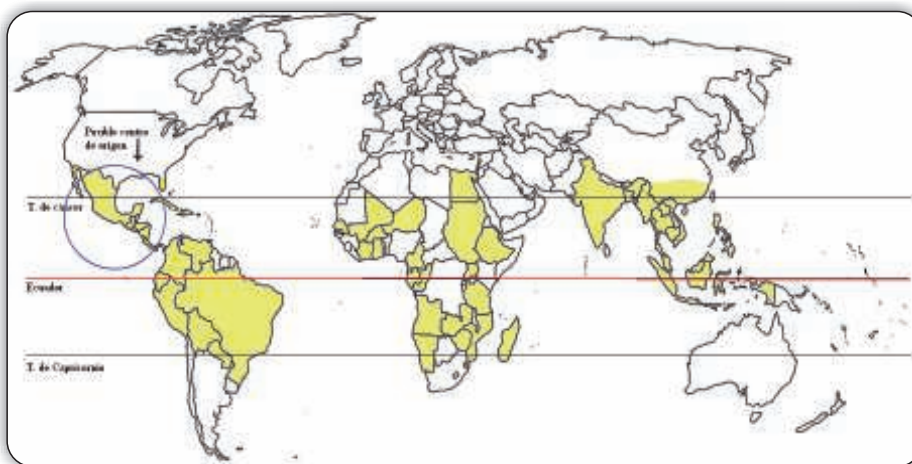 Posible centro
de origen
T. de cáncer
Ecuador
T. de Capricornio